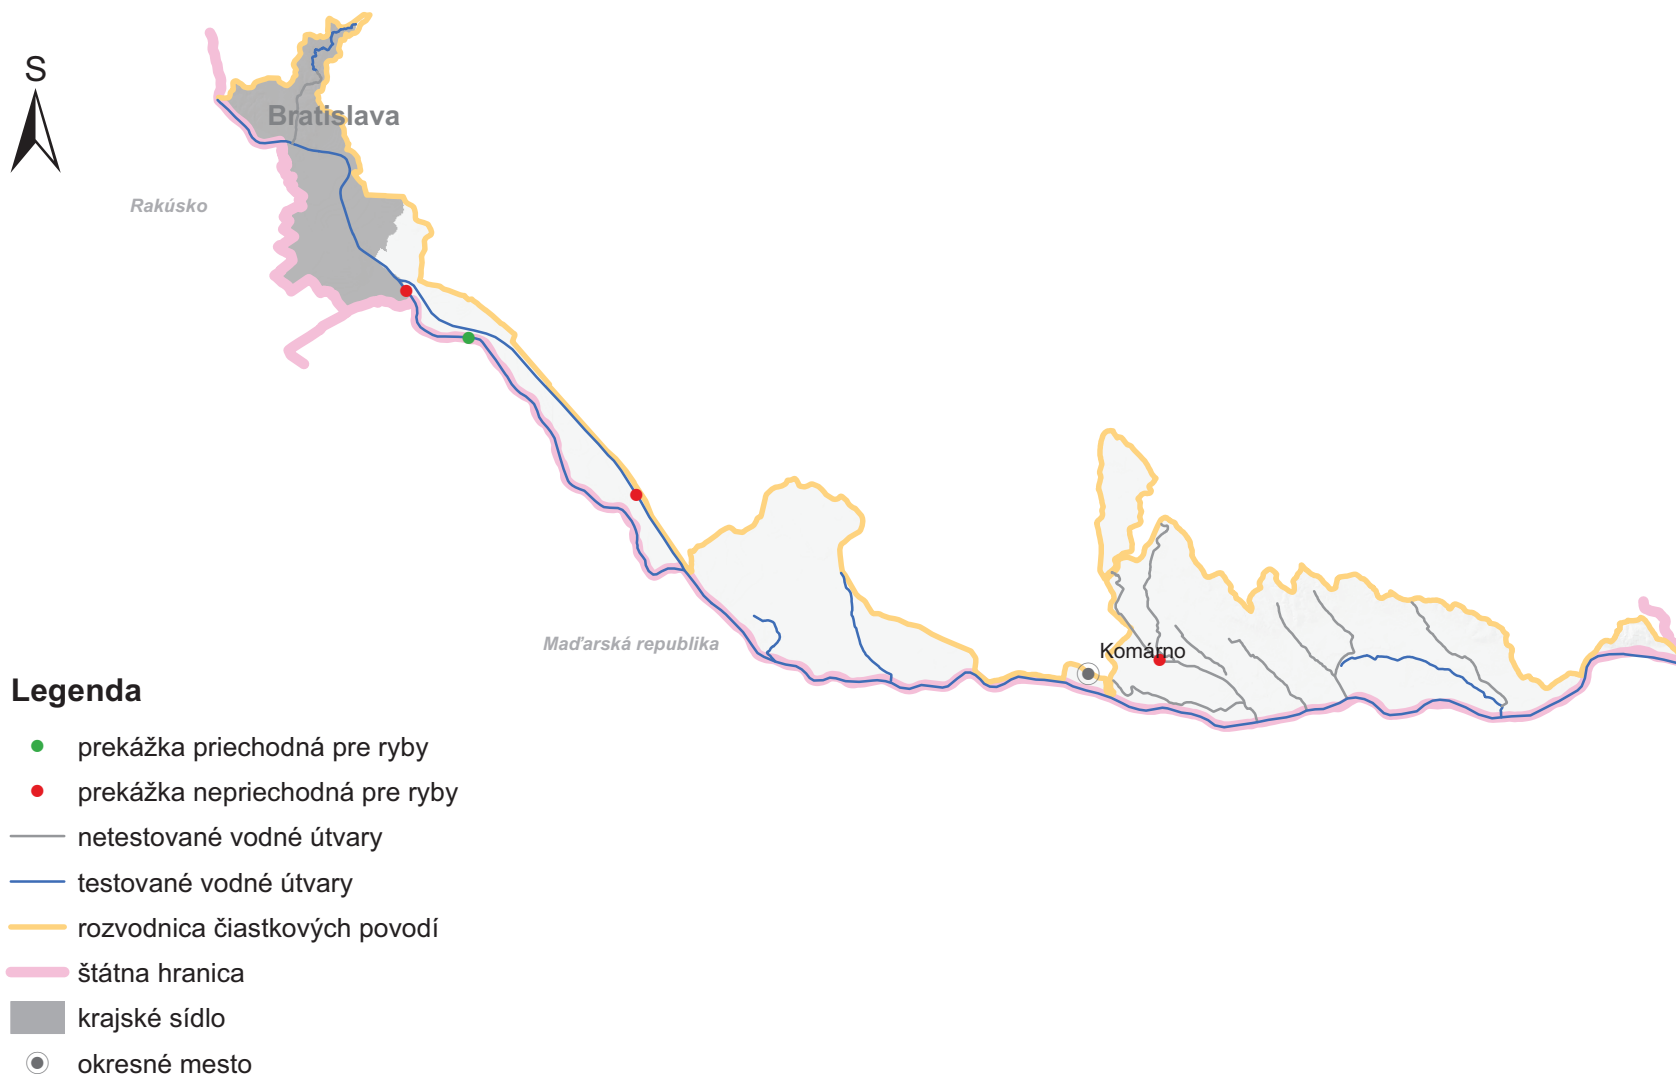 S
Bratislava
Rakúsko
Maďarská republika
Komárno
Legenda
prekážka priechodná pre ryby
prekážka nepriechodná pre ryby
netestované vodné útvary
testované vodné útvary
rozvodnica čiastkových povodí
štátna hranica
krajské sídlo
okresné mesto